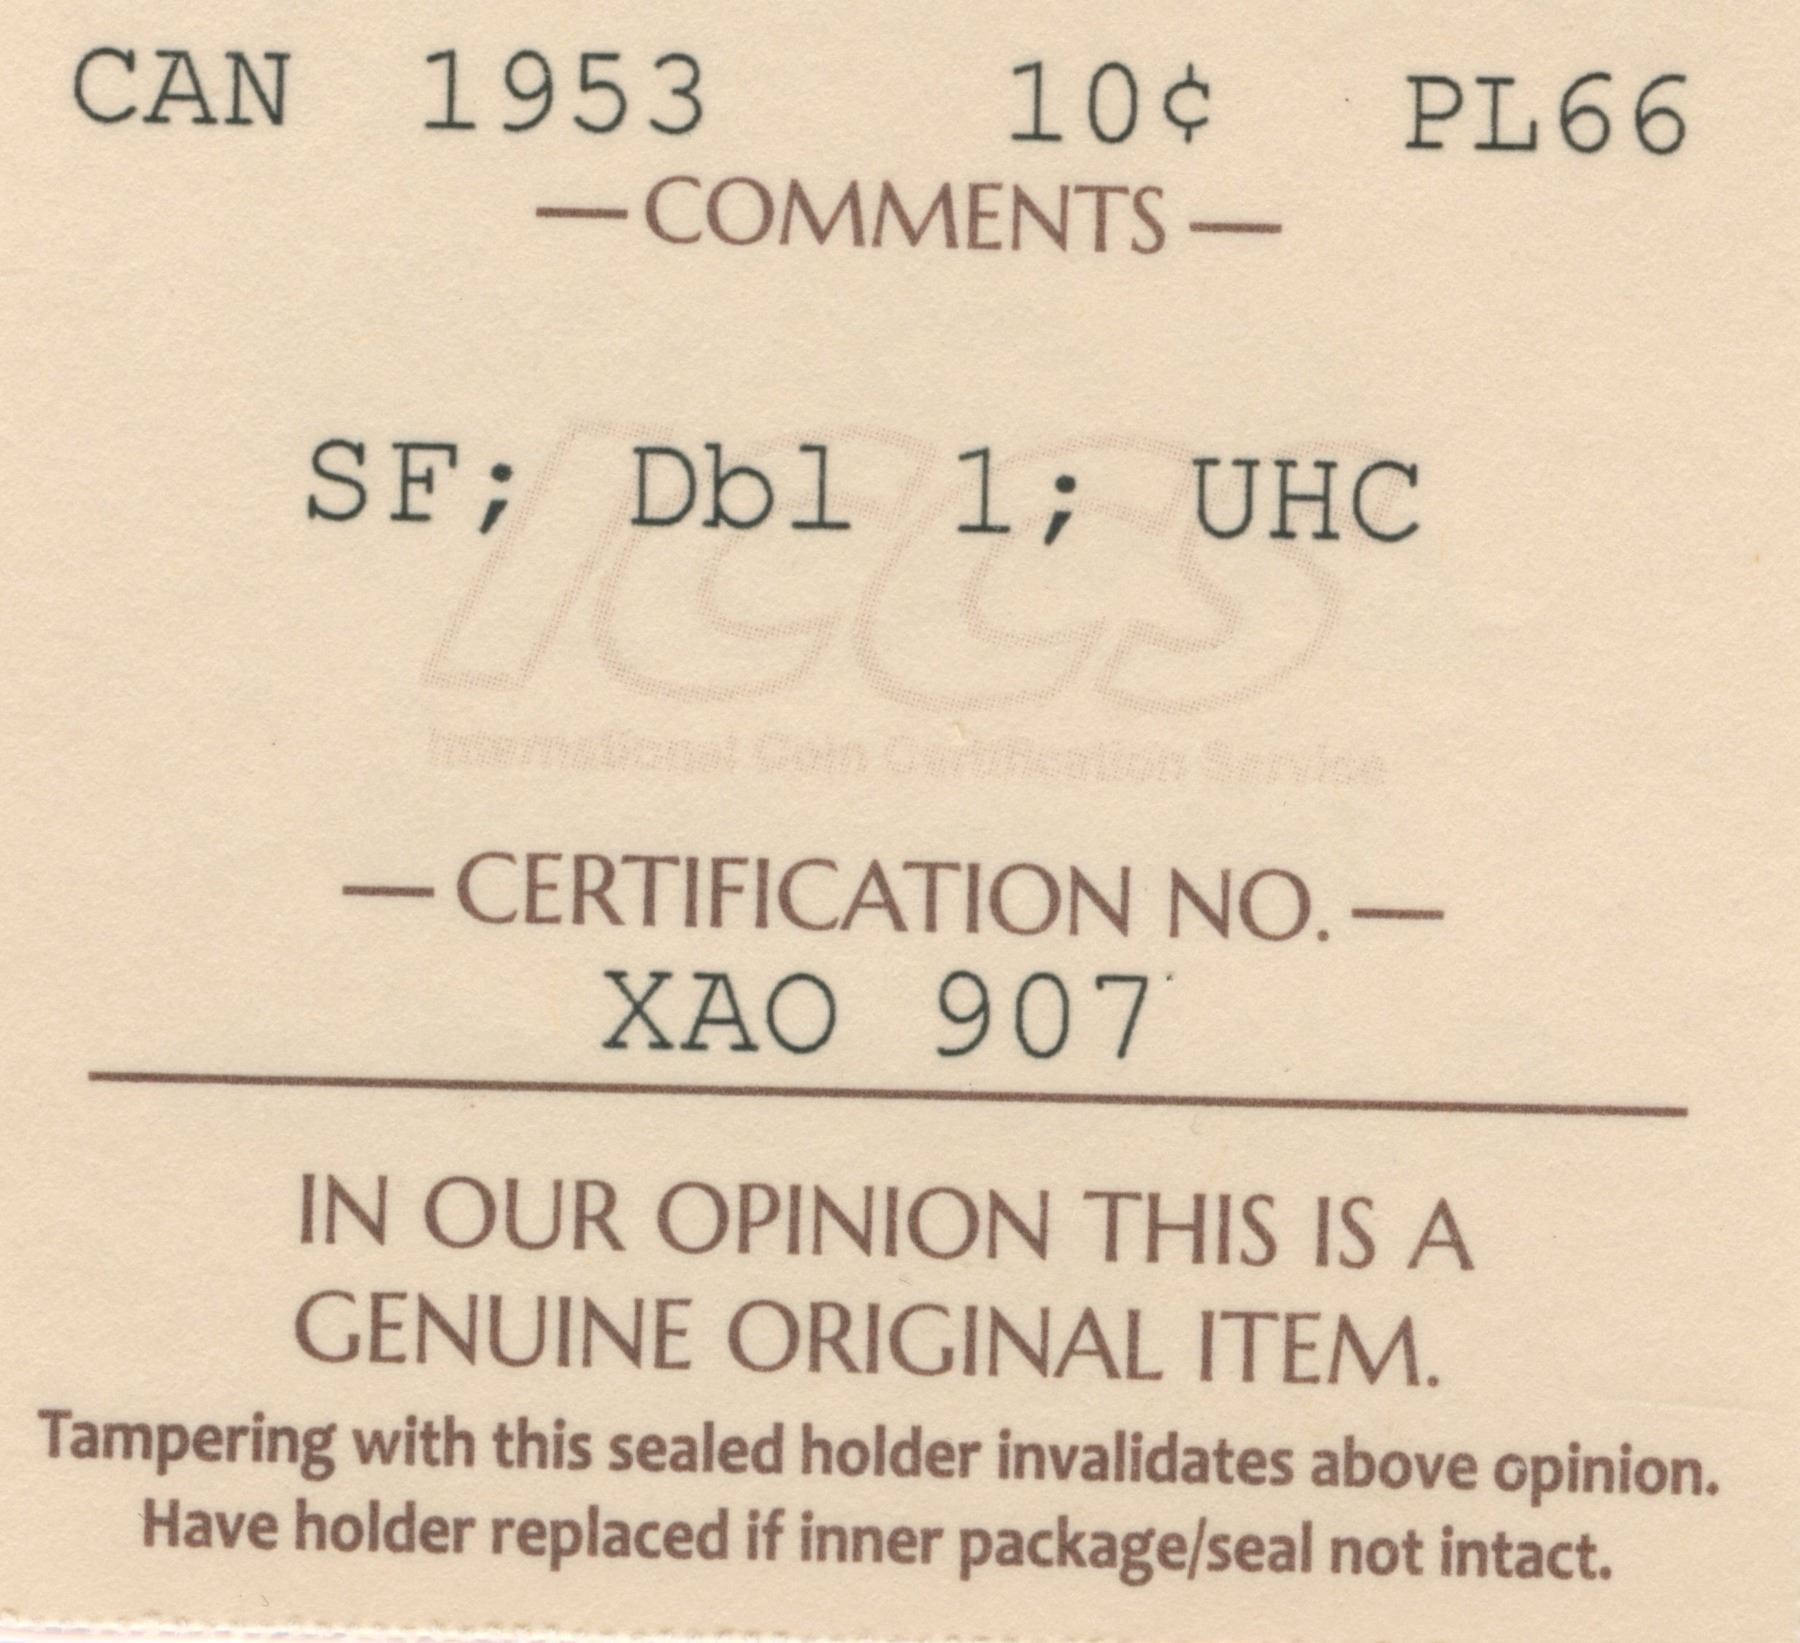 CAN 1953 10¢ PL66
—COMMENTS—
SF; Dbl 1; UHC
ICCS
International Coin Certification Service
—CERTIFICATION NO.—
XAO 907
IN OUR OPINION THIS IS A
GENUINE ORIGINAL ITEM.
Tampering with this sealed holder invalidates above opinion.
Have holder replaced if inner package/seal not intact.